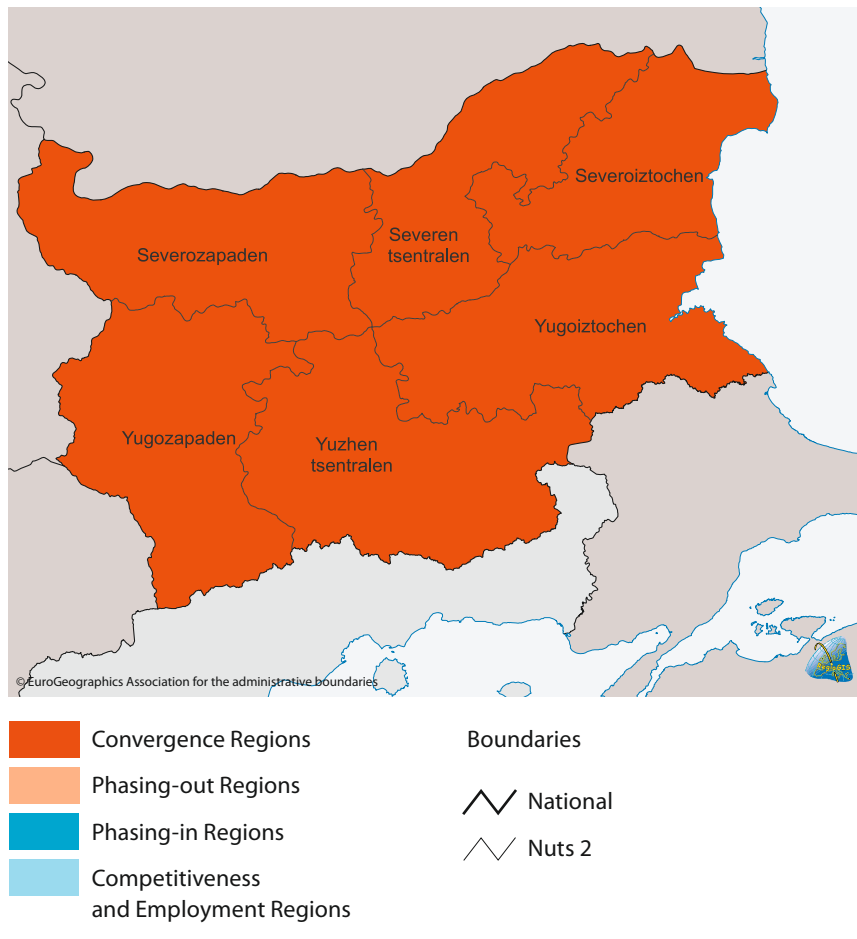 Severoiztochen
Severen
tsentralen
Severozapaden
Yugoiztochen
Yugozapaden
Yuzhen
tsentralen
© EuroGeographics Association for the administrative boundaries
RegioGIS
Convergence Regions
Phasing-out Regions
Phasing-in Regions
Competitiveness
and Employment Regions
Boundaries
National
Nuts 2